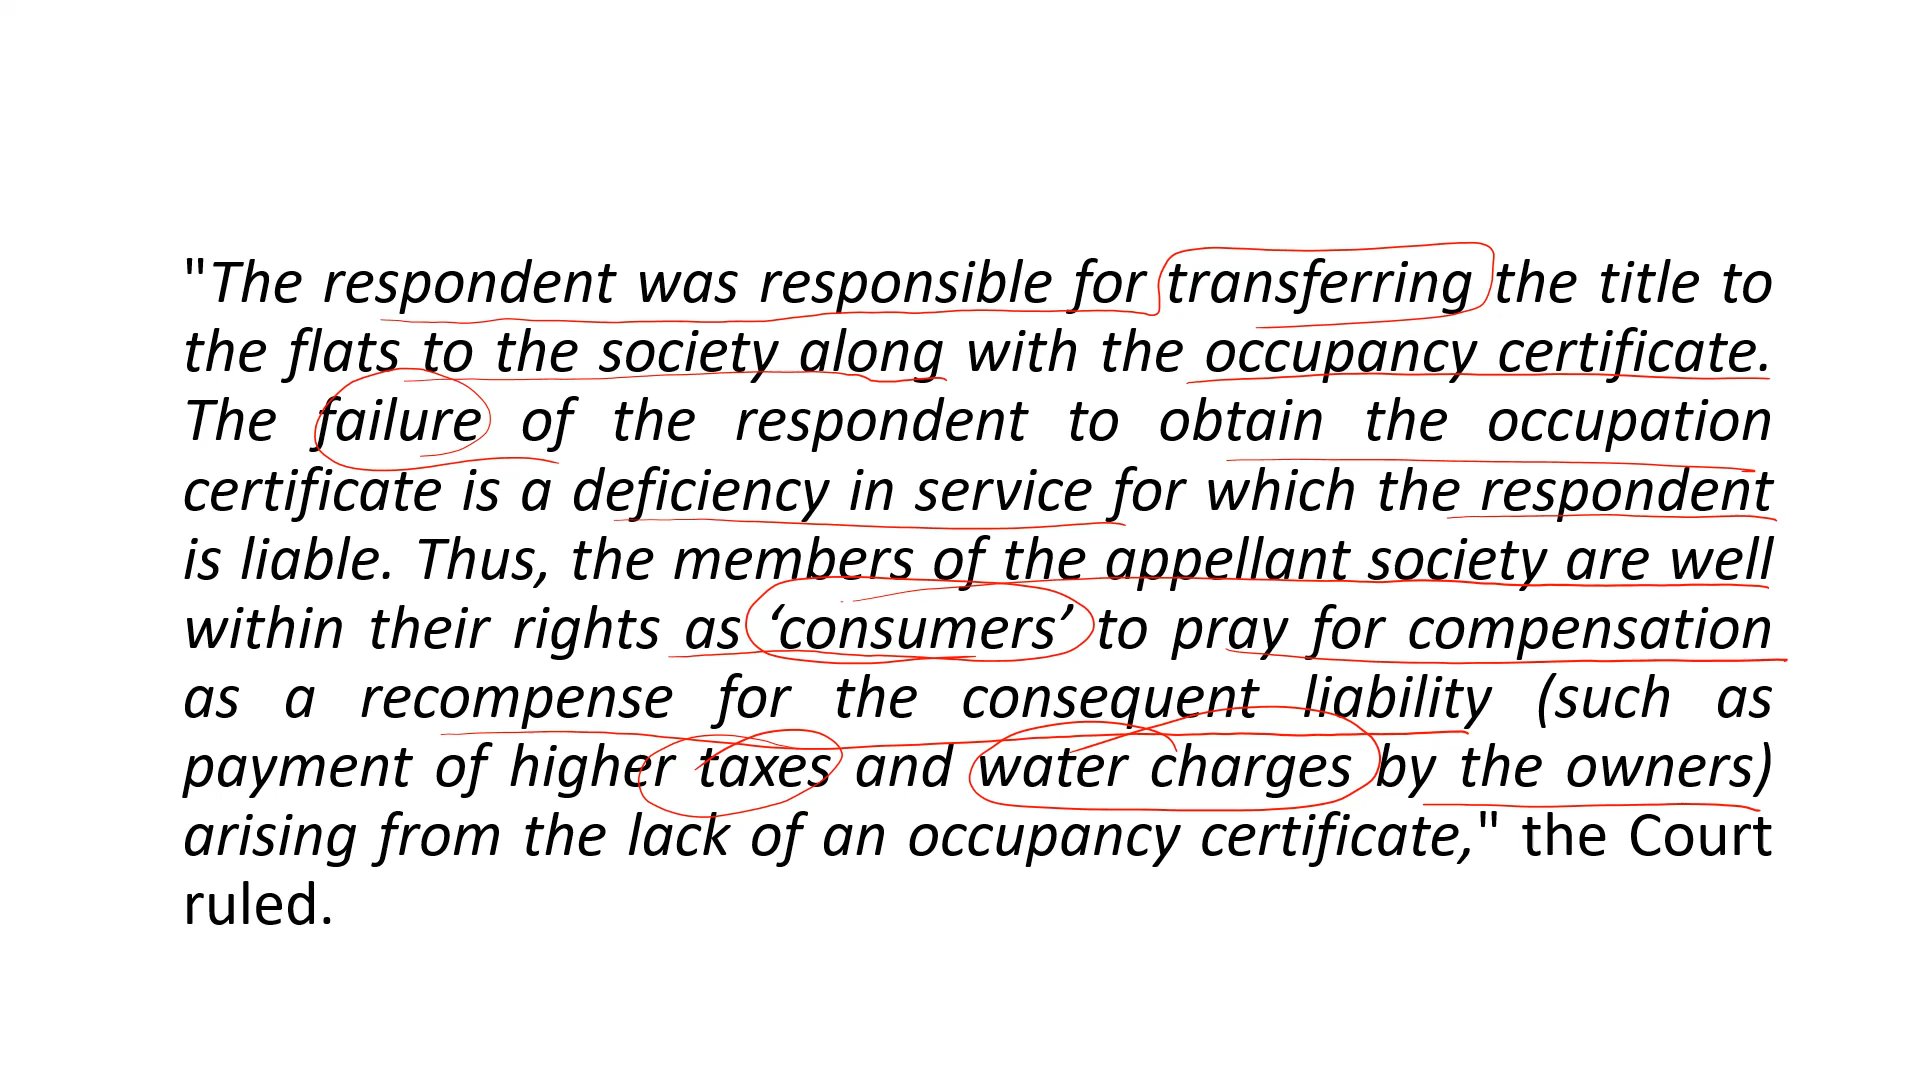 "The respondent was responsible for transferring the title to
the flats to the society along with the occupancy certificate.
The failure of the respondent to obtain the occupation
certificate is a deficiency in service for which the respondent
is liable. Thus, the members of the appellant society are well
within their rights as ‘consumers’ to pray for compensation
as a recompense for the consequent liability (such as
payment of higher taxes and water charges by the owners)
arising from the lack of an occupancy certificate," the Court
ruled.